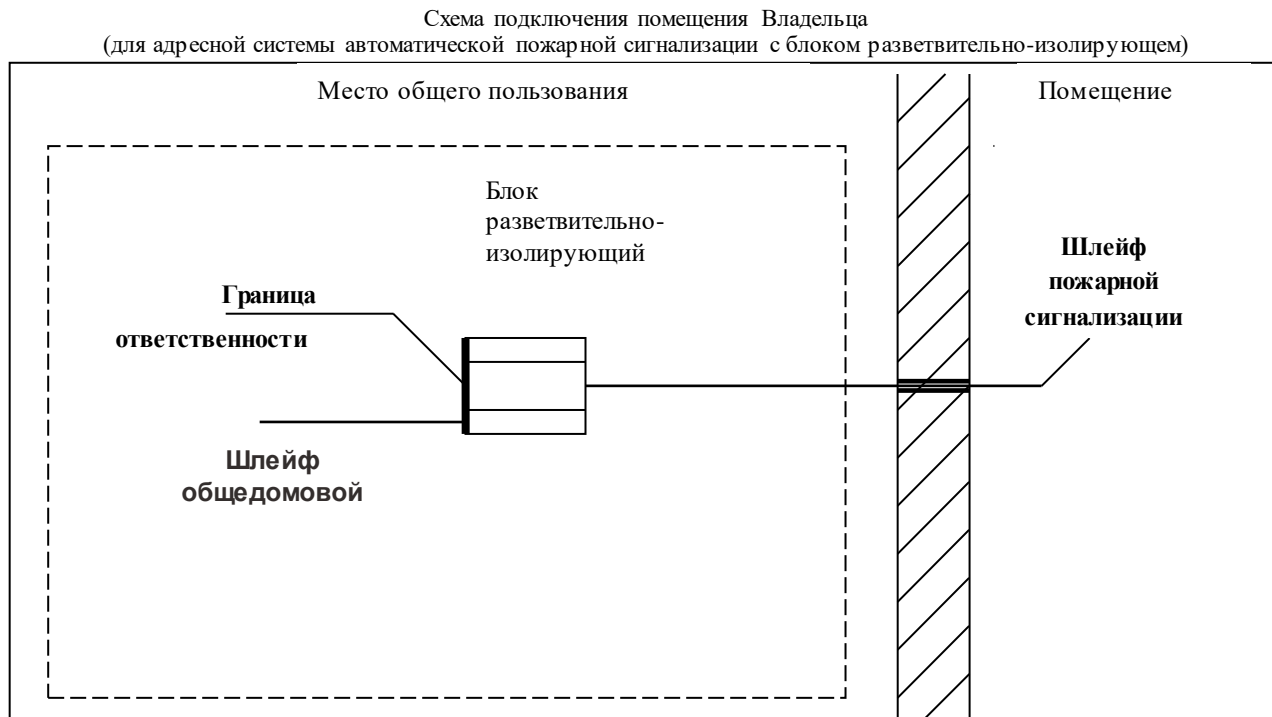 Схема подключения помещения Владельца
(для адресной системы автоматической пожарной сигнализации с блоком разветвительно-изолирующем)
Место общего пользования
Помещение
Блок
разветвительно-
изолирующий
Граница
ответственности
Шлейф
общедомовой
Шлейф
пожарной
сигнализации